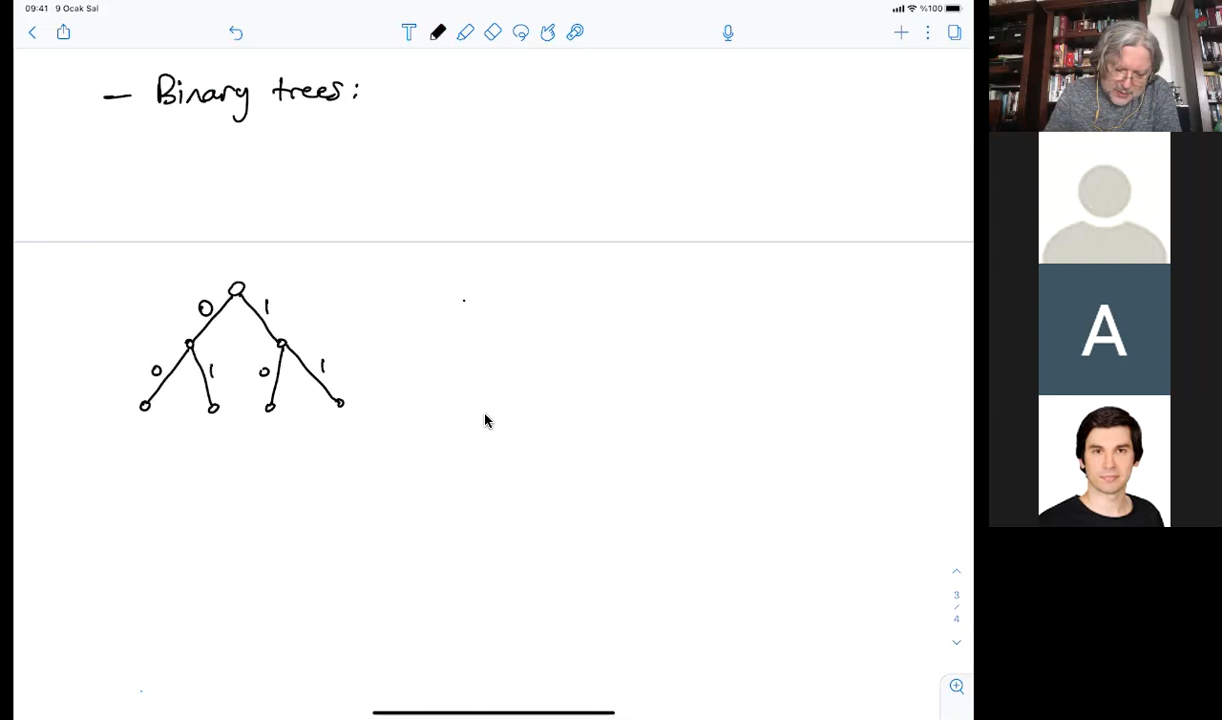 09:41 9 Ocak Sal
%100
T
– Binary trees:
0 1
0 1 0 1
A
3
/
4